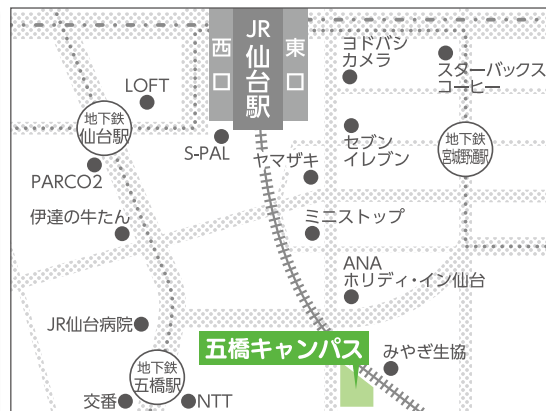 JR
仙台駅
西口
東口
ヨドバシ
カメラ
スターバックス
コーヒー
LOFT
地下鉄
仙台駅
S-PAL
PARCO2
セブン
イレブン
地下鉄
宮城野通駅
ヤマザキ
伊達の牛たん
ミニストップ
ANA
ホリディ・イン仙台
JR仙台病院
五橋キャンパス
みやぎ生協
地下鉄
五橋駅
交番
NTT